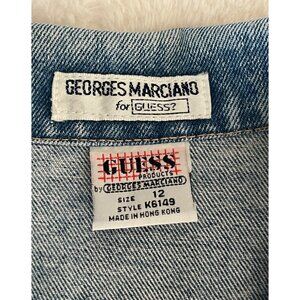 GEORGES MARCIANO
for GUESS?
GUESS
PRODUCTS
by GEORGES MARCIANO
SIZE 12
STYLE K6149
MADE IN HONG KONG